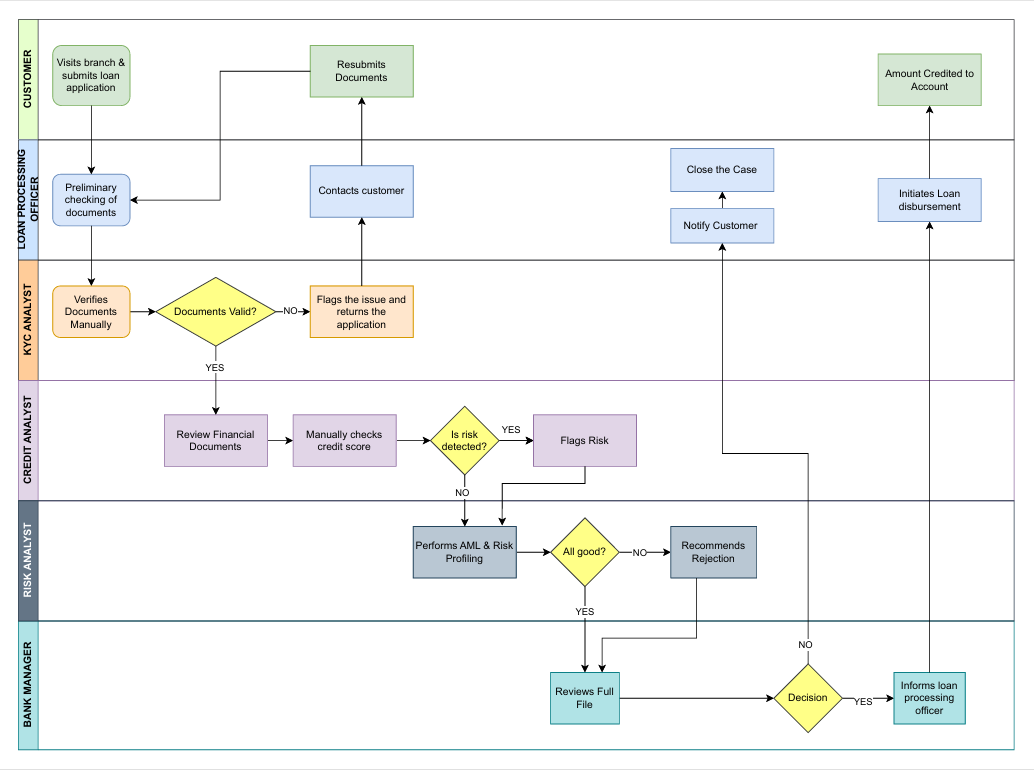 CUSTOMER
Visits branch &
submits loan
application
Resubmits
Documents
Amount Credited to
Account
LOAN PROCESSING
OFFICER
Preliminary
checking of
documents
Contacts customer
Close the Case
Notify Customer
Initiates Loan
disbursement
KYC ANALYST
Verifies
Documents
Manually
Documents Valid?
NO
Flags the issue and
returns the
application
YES
CREDIT ANALYST
Review Financial
Documents
Manually checks
credit score
Is risk
detected?
YES
Flags Risk
NO
RISK ANALYST
Performs AML & Risk
Profiling
All good?
NO
Recommends
Rejection
YES
BANK MANAGER
Reviews Full
File
NO
Decision
YES
Informs loan
processing
officer